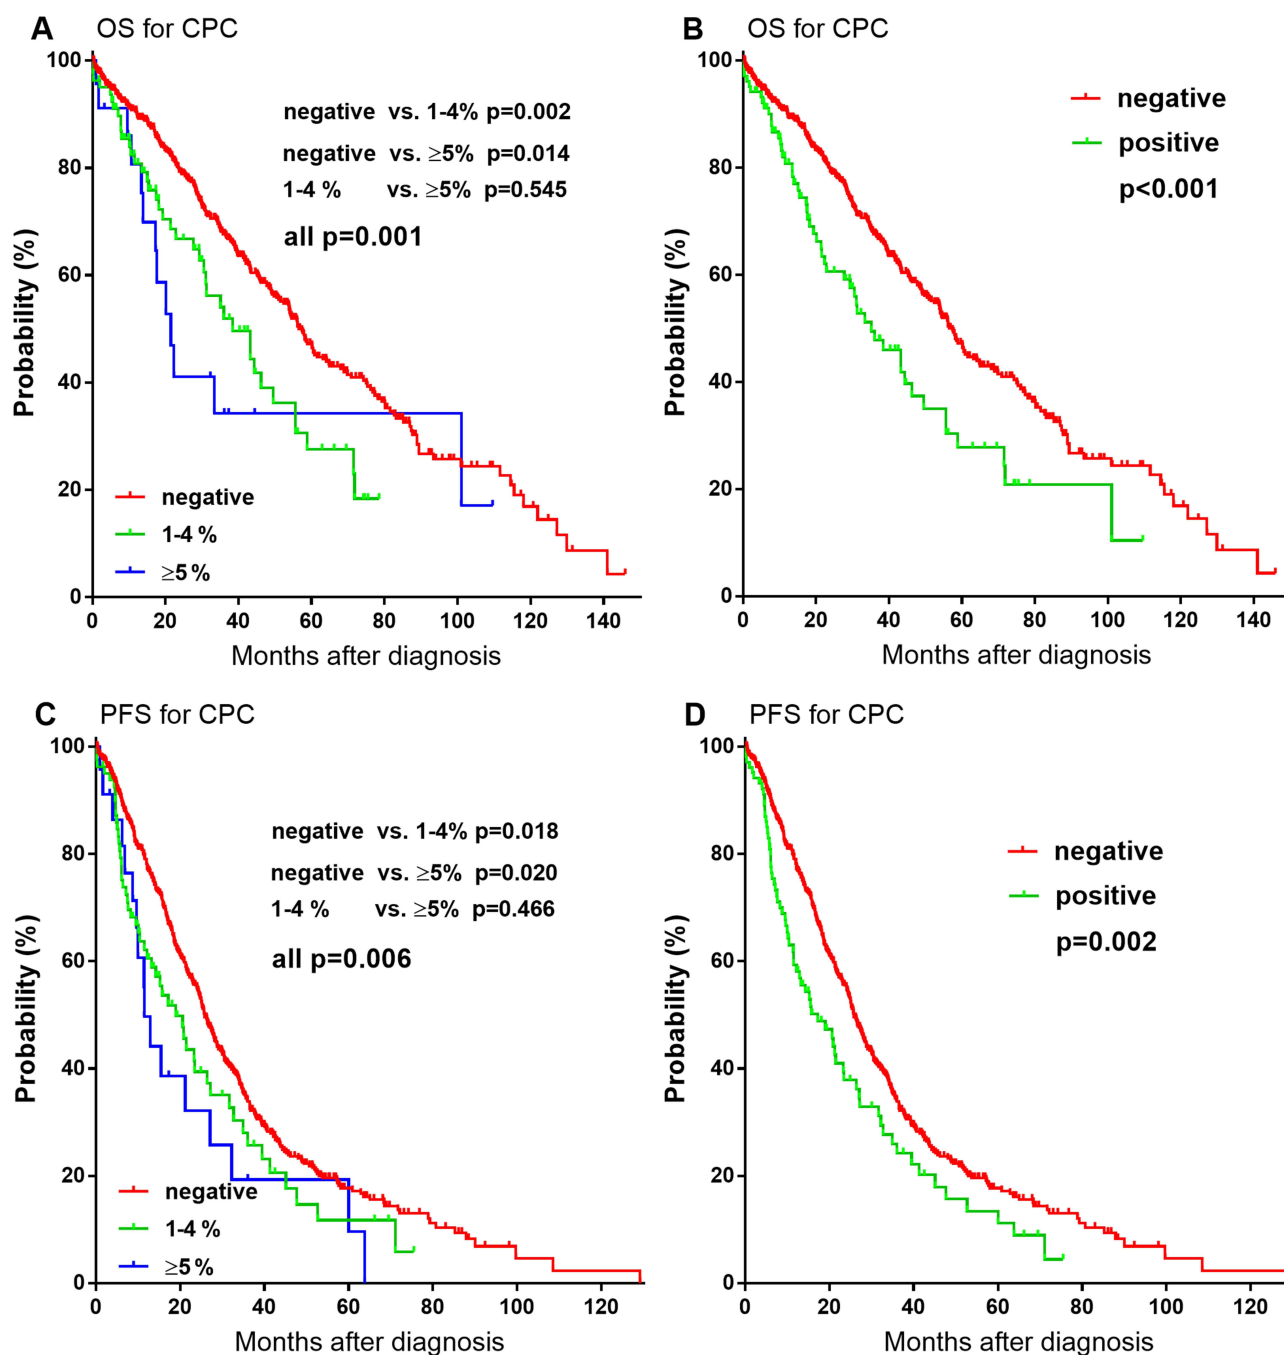 A OS for CPC
negative vs. 1-4% p=0.002
negative vs. ≥5% p=0.014
1-4 % vs. ≥5% p=0.545
all p=0.001
negative
1-4 %
≥5 %
Probability (%)
100
80
60
40
20
0
0 20 40 60 80 100 120 140
Months after diagnosis
B OS for CPC
negative
positive
p<0.001
Probability (%)
100
80
60
40
20
0
0 20 40 60 80 100 120 140
Months after diagnosis
C PFS for CPC
negative vs. 1-4% p=0.018
negative vs. ≥5% p=0.020
1-4 % vs. ≥5% p=0.466
all p=0.006
negative
1-4 %
≥5 %
Probability (%)
100
80
60
40
20
0
0 20 40 60 80 100 120
Months after diagnosis
D PFS for CPC
negative
positive
p=0.002
Probability (%)
100
80
60
40
20
0
0 20 40 60 80 100 120
Months after diagnosis